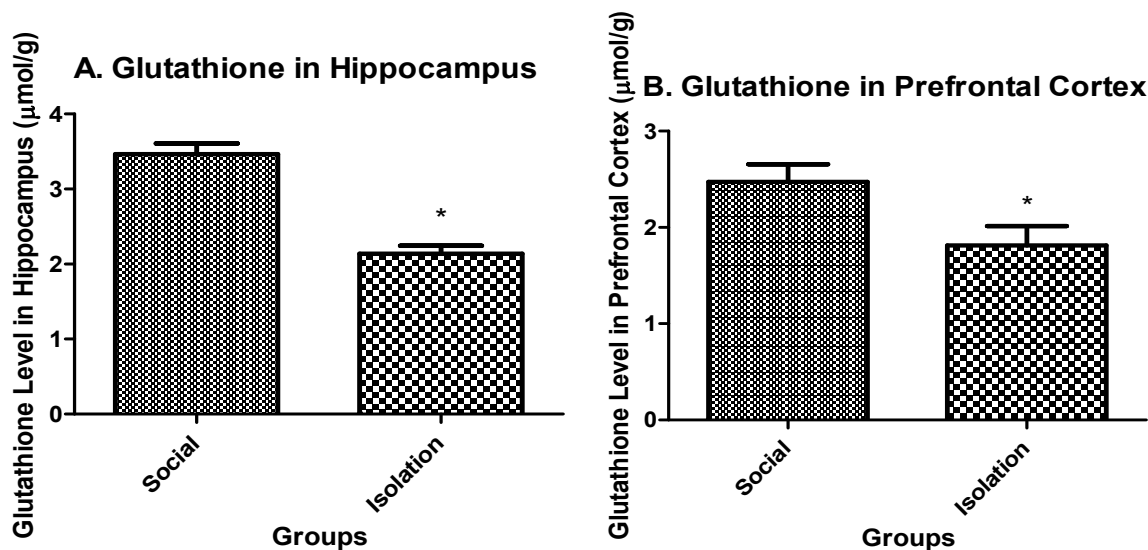 A. Glutathione in Hippocampus
Glutathione Level in Hippocampus (μmol/g)
4
3
2
1
0
*
Social
Isolation
Groups
B. Glutathione in Prefrontal Cortex
Glutathione Level in Prefrontal Cortex (μmol/g)
3
2
1
0
*
Social
Isolation
Groups